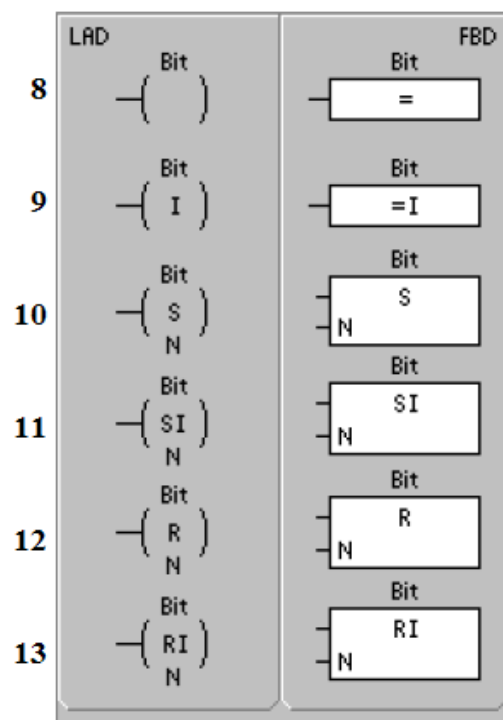 LAD FBD
Bit Bit
8 ( ) =
Bit Bit
9 ( I ) =I
Bit Bit
10 ( S ) S
N N
Bit Bit
11 ( SI ) SI
N N
Bit Bit
12 ( R ) R
N N
Bit Bit
13 ( RI ) RI
N N